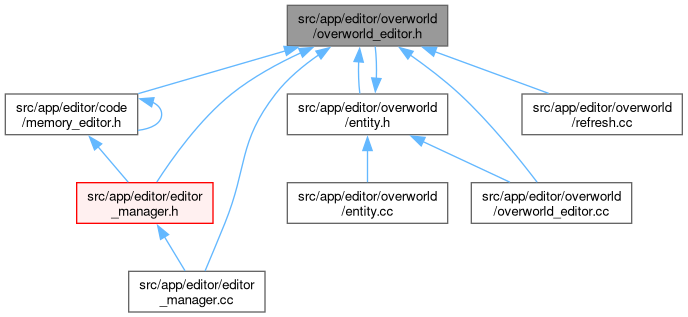 src/app/editor/overworld
/overworld_editor.h
src/app/editor/code
/memory_editor.h
src/app/editor/overworld
/entity.h
src/app/editor/overworld
/refresh.cc
src/app/editor/editor
_manager.h
src/app/editor/overworld
/entity.cc
src/app/editor/overworld
/overworld_editor.cc
src/app/editor/editor
_manager.cc